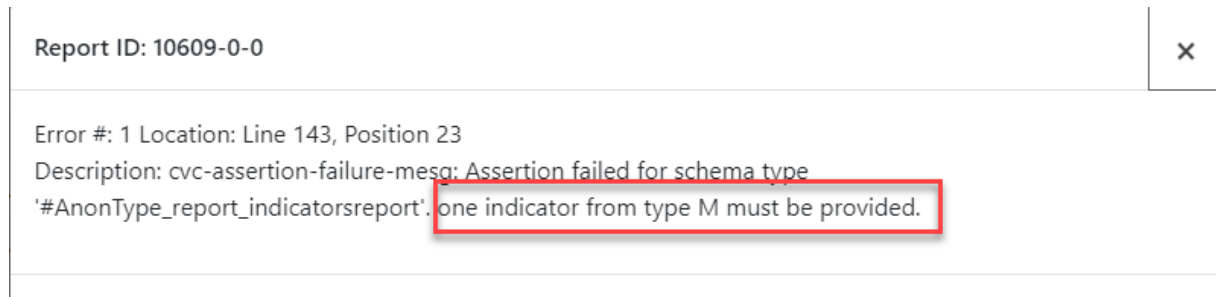 Report ID: 10609-0-0
×
Error #: 1 Location: Line 143, Position 23
Description: cvc-assertion-failure-mesg: Assertion failed for schema type
'#AnonType_report_indicatorsreport'. one indicator from type M must be provided.